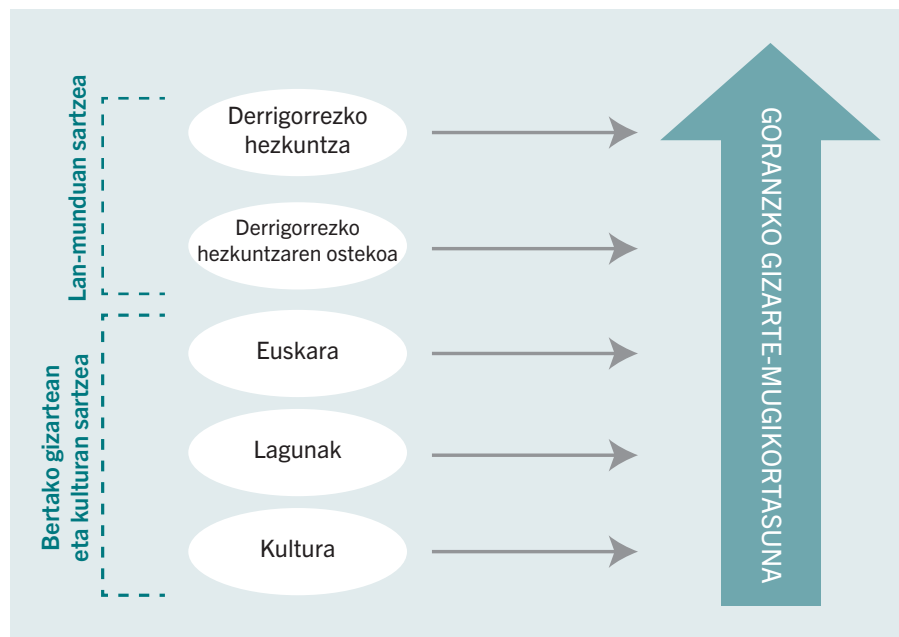 Lan-munduan sartzea
Derrigorrezko
hezkuntza
Derrigorrezko
hezkuntzaren ostekoa
Bertako gizartean
eta kulturan sartzea
Euskara
Lagunak
Kultura
GORANZKO GIZARTE-MUGIKORTASUNA